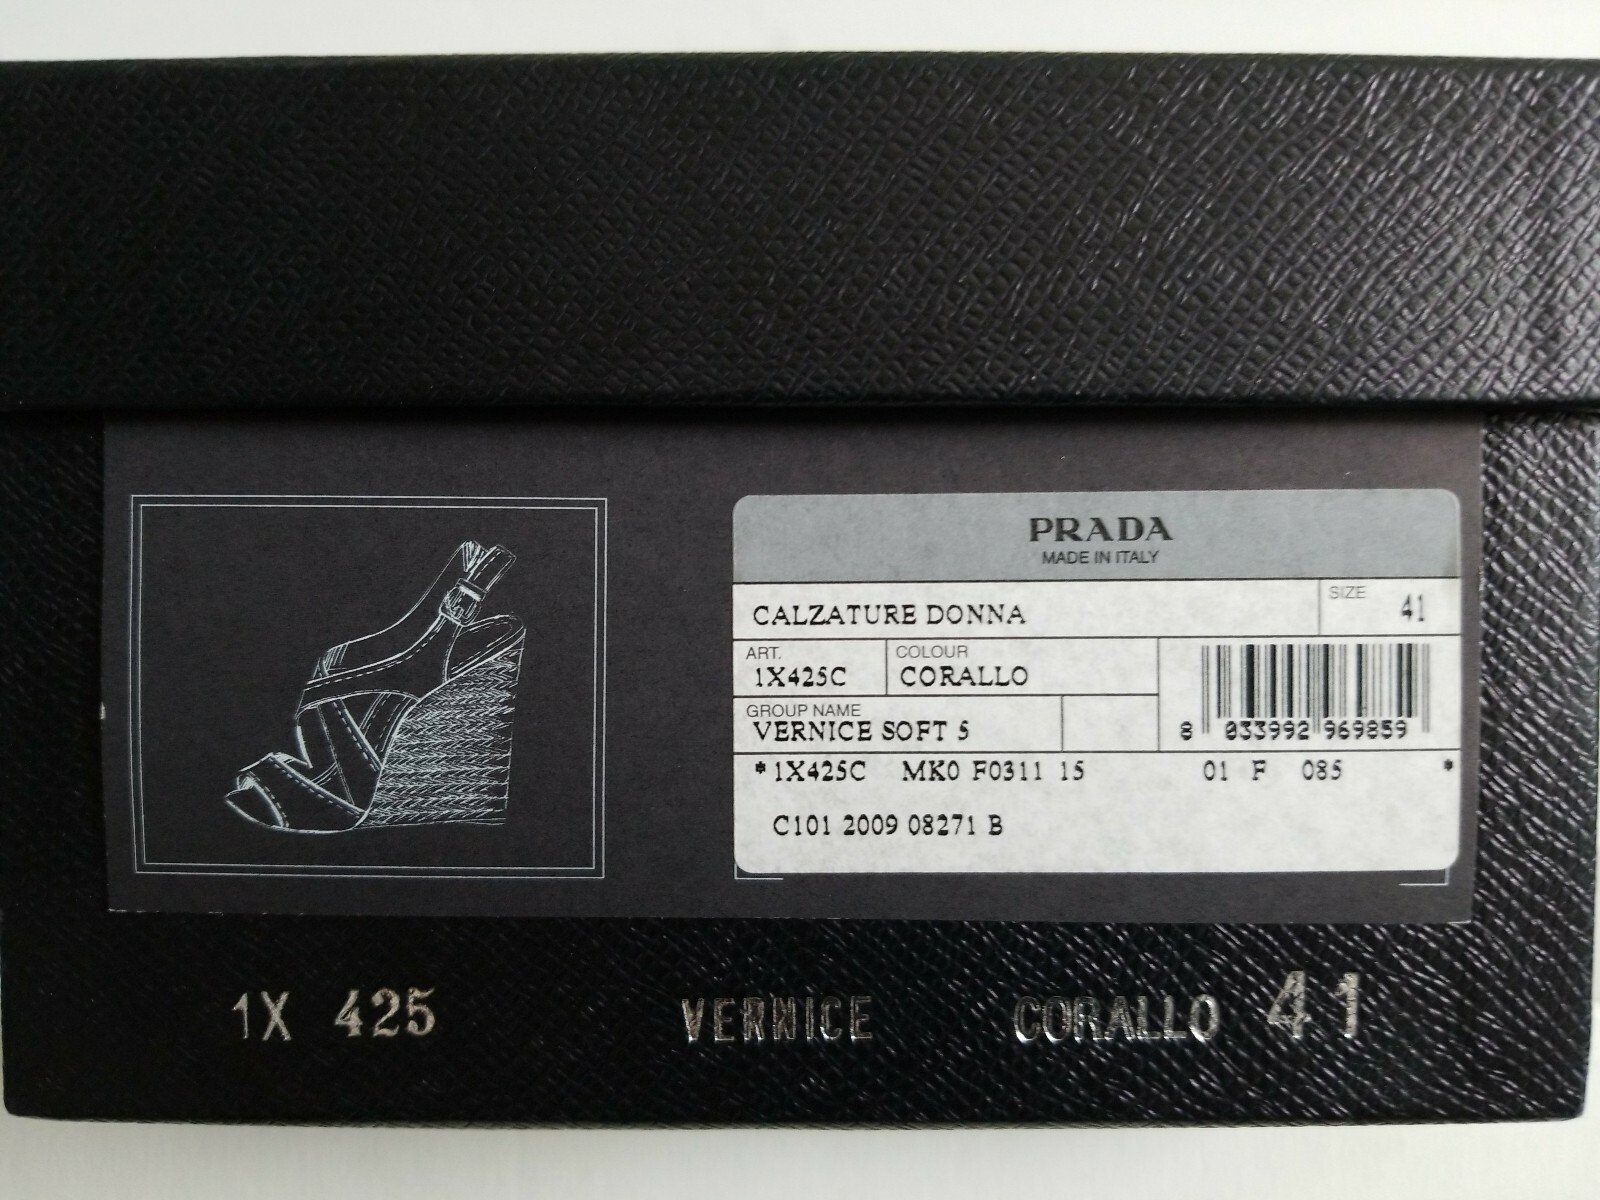 PRADA
MADE IN ITALY
CALZATURE DONNA
SIZE
41
ART.
1X425C
COLOUR
CORALLO
GROUP NAME
VERNICE SOFT 5
8 033992 969859
*1X425C MK0 F0311 15 01 F 085 *
C101 2009 08271 B
1X 425 VERNICE CORALLO 41